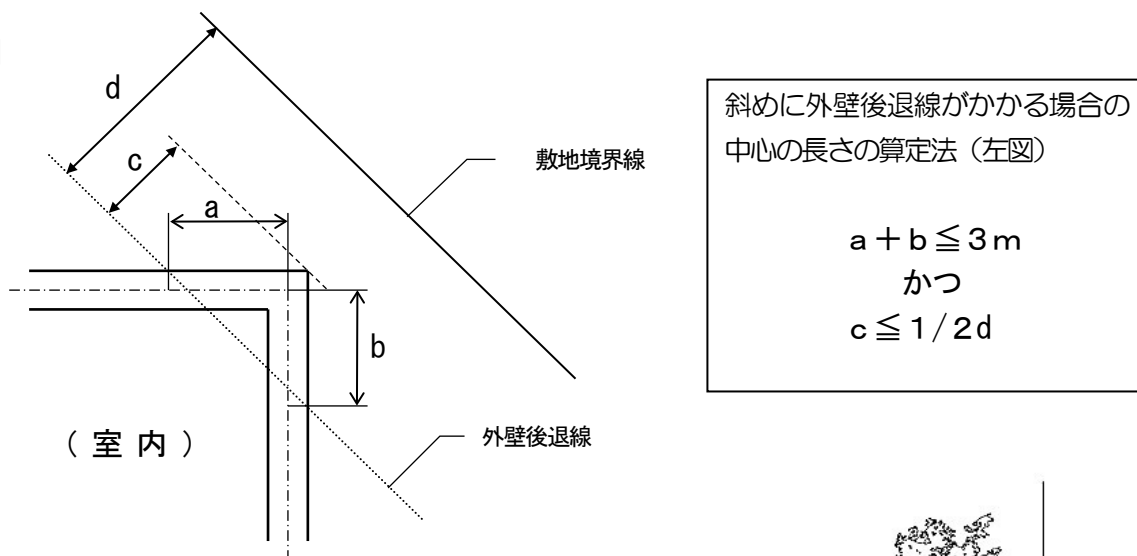 d
c
a
敷地境界線
b
（ 室 内 ）
外壁後退線
斜めに外壁後退線がかかる場合の
中心の長さの算定法（左図）
ａ＋ｂ≦３ｍ
かつ
ｃ≦１/２ｄ